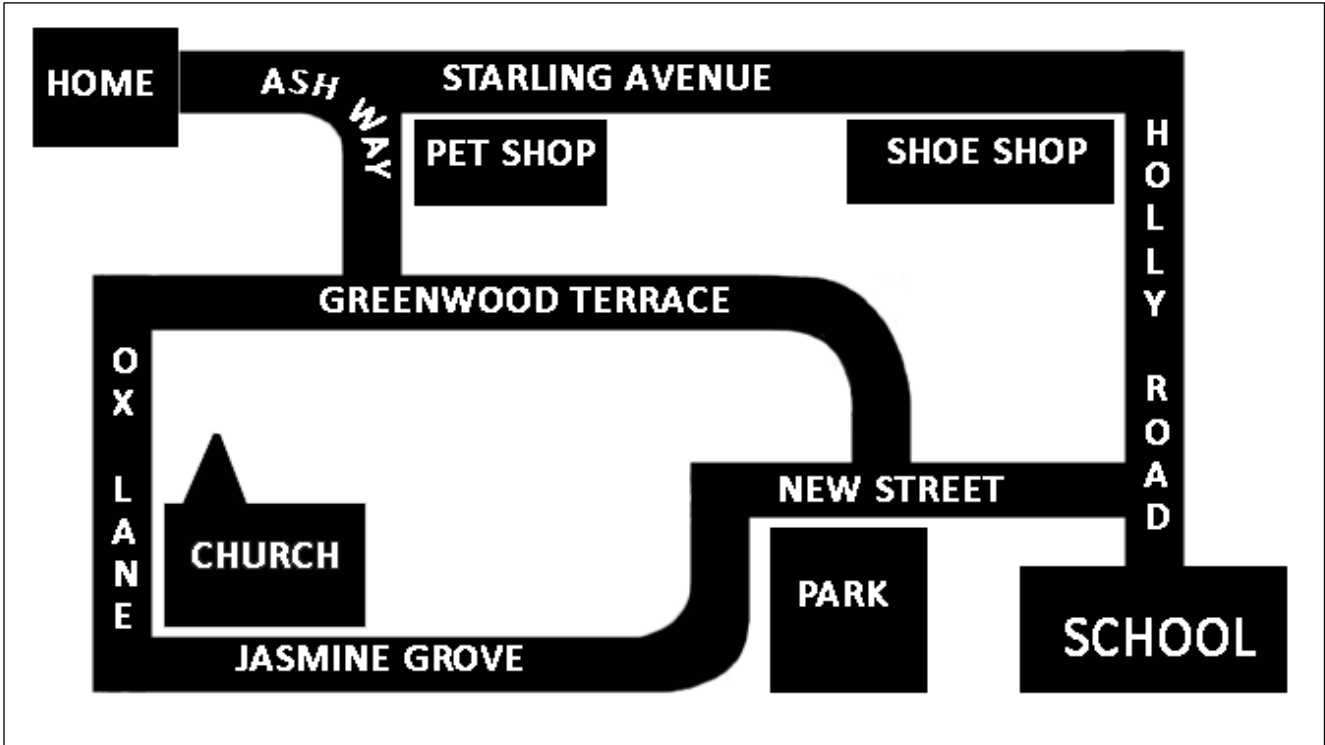 HOME
ASH WAY
STARLING AVENUE
PET SHOP
SHOE SHOP
HOLLY ROAD
GREENWOOD TERRACE
OX LANE
NEW STREET
CHURCH
PARK
SCHOOL
JASMINE GROVE